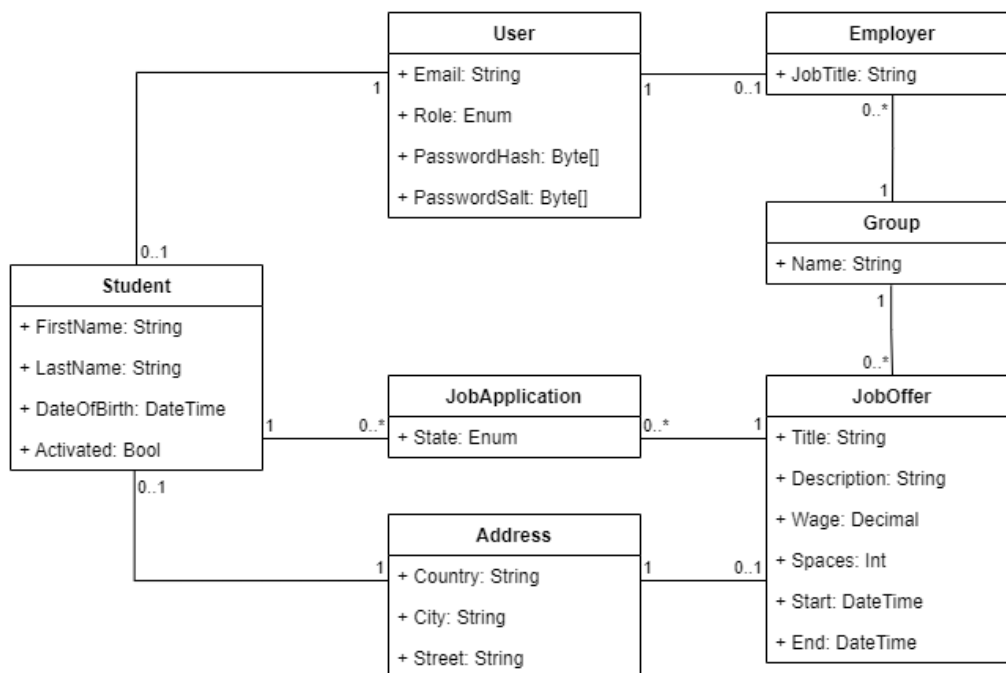 User
+ Email: String
+ Role: Enum
+ PasswordHash: Byte[]
+ PasswordSalt: Byte[]
1
1
0..1
Employer
+ JobTitle: String
0..*
1
Group
+ Name: String
1
0..*
0..1
Student
+ FirstName: String
+ LastName: String
+ DateOfBirth: DateTime
+ Activated: Bool
1
0..*
0..1
JobApplication
+ State: Enum
0..*
1
JobOffer
+ Title: String
+ Description: String
+ Wage: Decimal
+ Spaces: Int
+ Start: DateTime
+ End: DateTime
Address
+ Country: String
+ City: String
+ Street: String
1
1
0..1